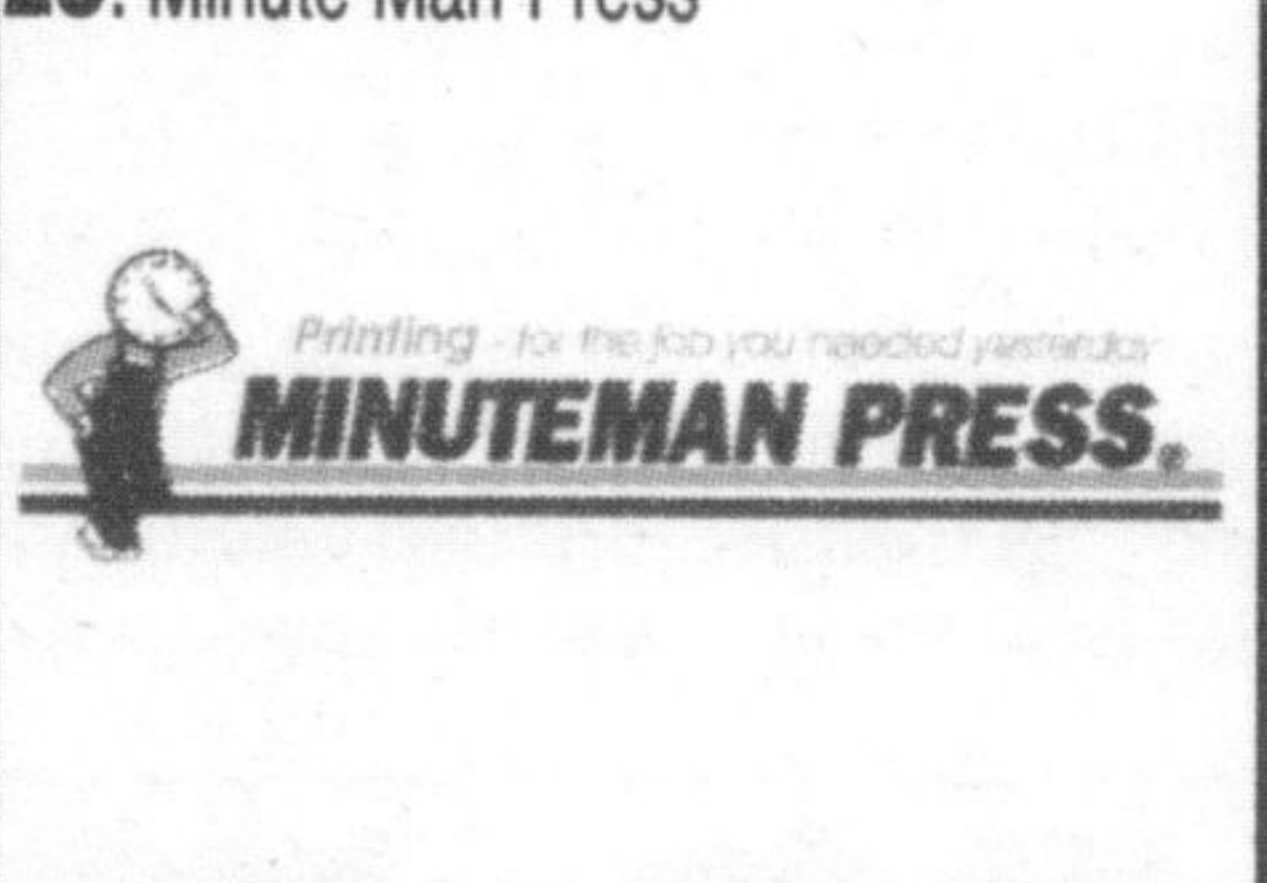 Minute Man Press
Printing - for the job you needed yesterday
MINUTEMAN PRESS.®